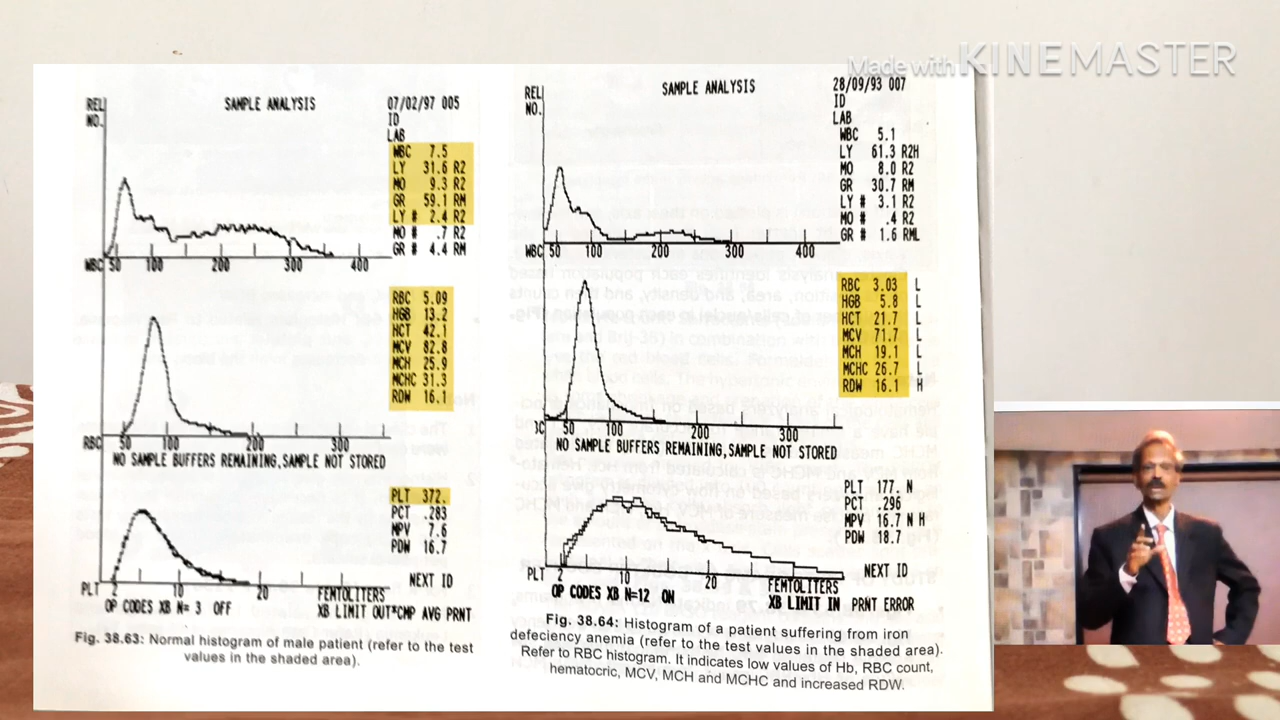 Made with KINEMASTER
REL
NO.
SAMPLE ANALYSIS
07/02/97 005
ID
LAB
WBC 7.5
LY 31.6 R2
MO 9.3 R2
GR 59.1 RM
LY # 2.4 R2
MO # .7 R2
GR # 4.4 RM
WBC 50 100 200 300 400
RBC 5.09
HGB 13.2
HCT 42.1
MCV 82.8
MCH 25.9
MCHC 31.3
RDW 16.1
RBC 50 100 200 300
NO SAMPLE BUFFERS REMAINING,SAMPLE NOT STORED
PLT 372.
PCT .283
MPV 7.6
PDW 16.7
NEXT ID
PLT 2 10 20 FEMTOLITERS
OP CODES XB N= 3 OFF XB LIMIT OUT*CMP AVG PRNT
Fig. 38.63: Normal histogram of male patient (refer to the test
values in the shaded area).
REL
NO.
SAMPLE ANALYSIS
28/09/93 007
ID
LAB
WBC 5.1
LY 61.3 R2H
MO 8.0 R2
GR 30.7 RM
LY # 3.1 R2
MO # .4 R2
GR # 1.6 RML
WBC 50 100 200 300 400
RBC 3.03 L
HGB 5.8 L
HCT 21.7 L
MCV 71.7 L
MCH 19.1 L
MCHC 26.7 L
RDW 16.1 H
50 100 200 300
NO SAMPLE BUFFERS REMAINING,SAMPLE NOT STORED
PLT 177. N
PCT .296
MPV 16.7 N H
PDW 18.7
NEXT ID
PLT 2 10 20 FEMTOLITERS
OP CODES XB N=12 ON XB LIMIT IN PRNT ERROR
Fig. 38.64: Histogram of a patient suffering from iron
defeciency anemia (refer to the test values in the shaded area).
Refer to RBC histogram. It indicates low values of Hb, RBC count,
hematocric, MCV, MCH and MCHC and increased RDW.